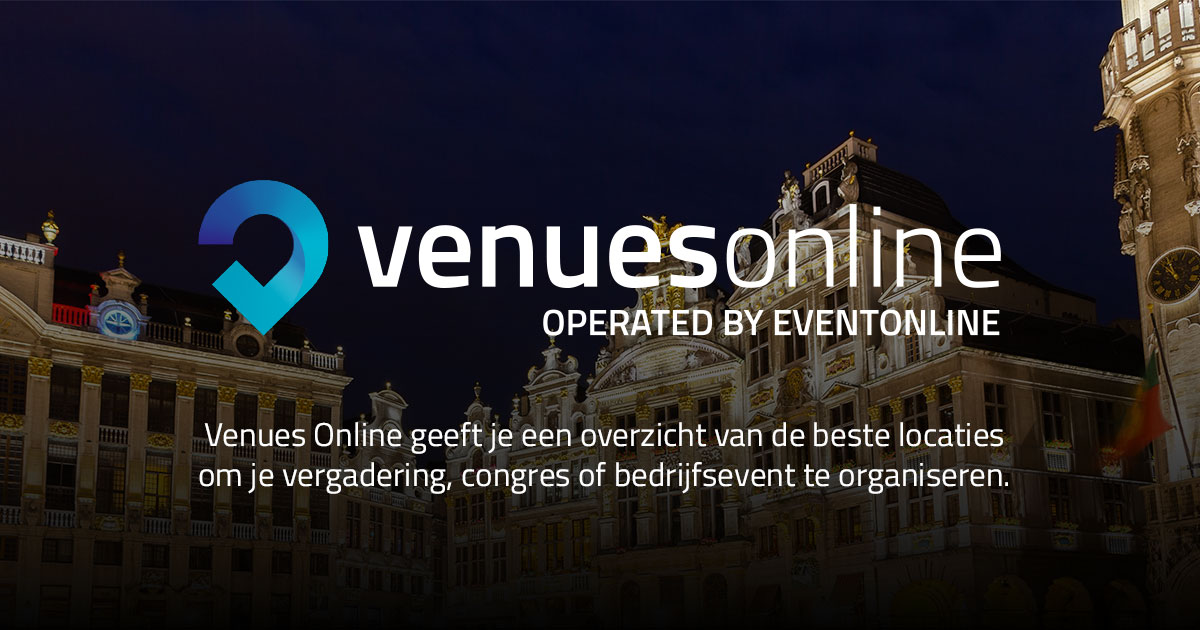 venuesonline
OPERATED BY EVENTONLINE
Venues Online geeft je een overzicht van de beste locaties
om je vergadering, congres of bedrijfsevent te organiseren.